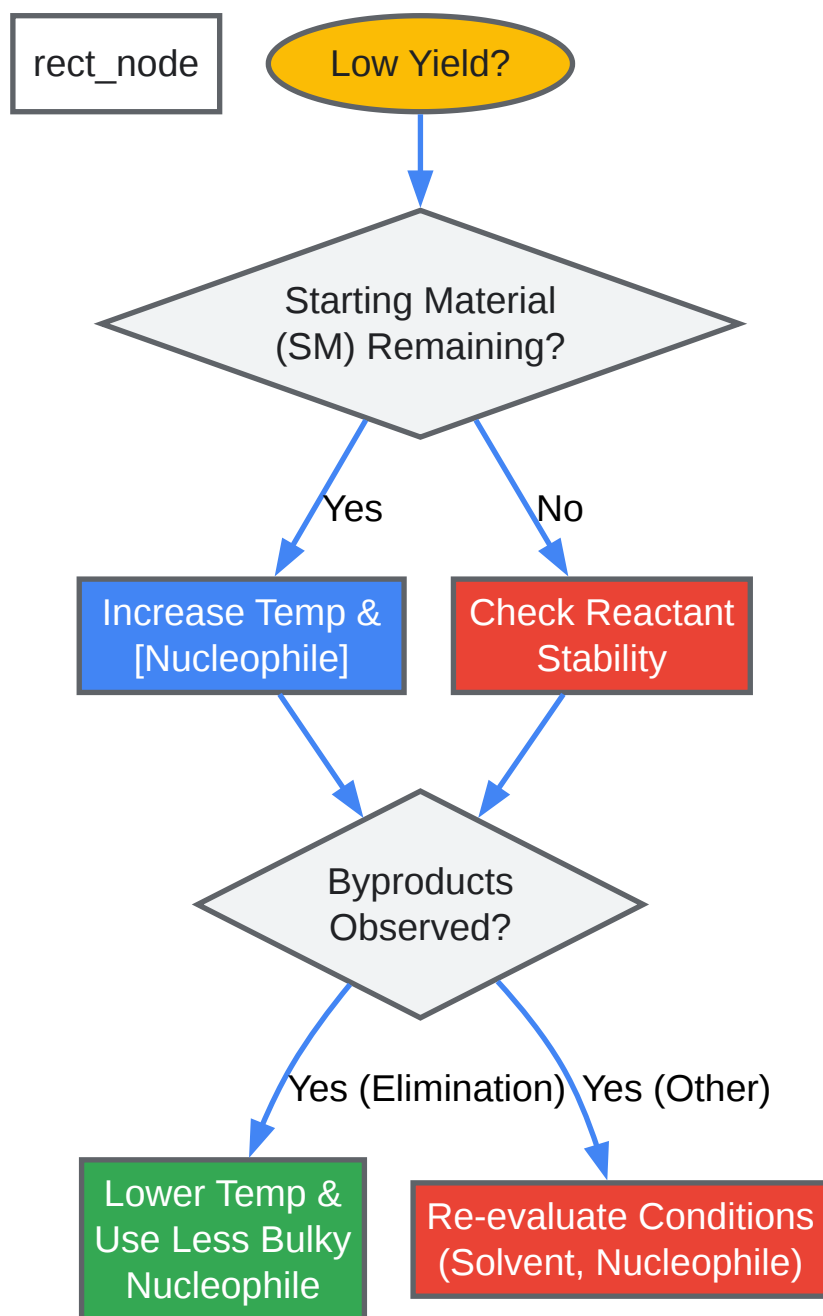 rect_node
Low Yield?
Starting Material
(SM) Remaining?
Yes
No
Increase Temp &
[Nucleophile]
Check Reactant
Stability
Byproducts
Observed?
Yes (Elimination)
Yes (Other)
Lower Temp &
Use Less Bulky
Nucleophile
Re-evaluate Conditions
(Solvent, Nucleophile)